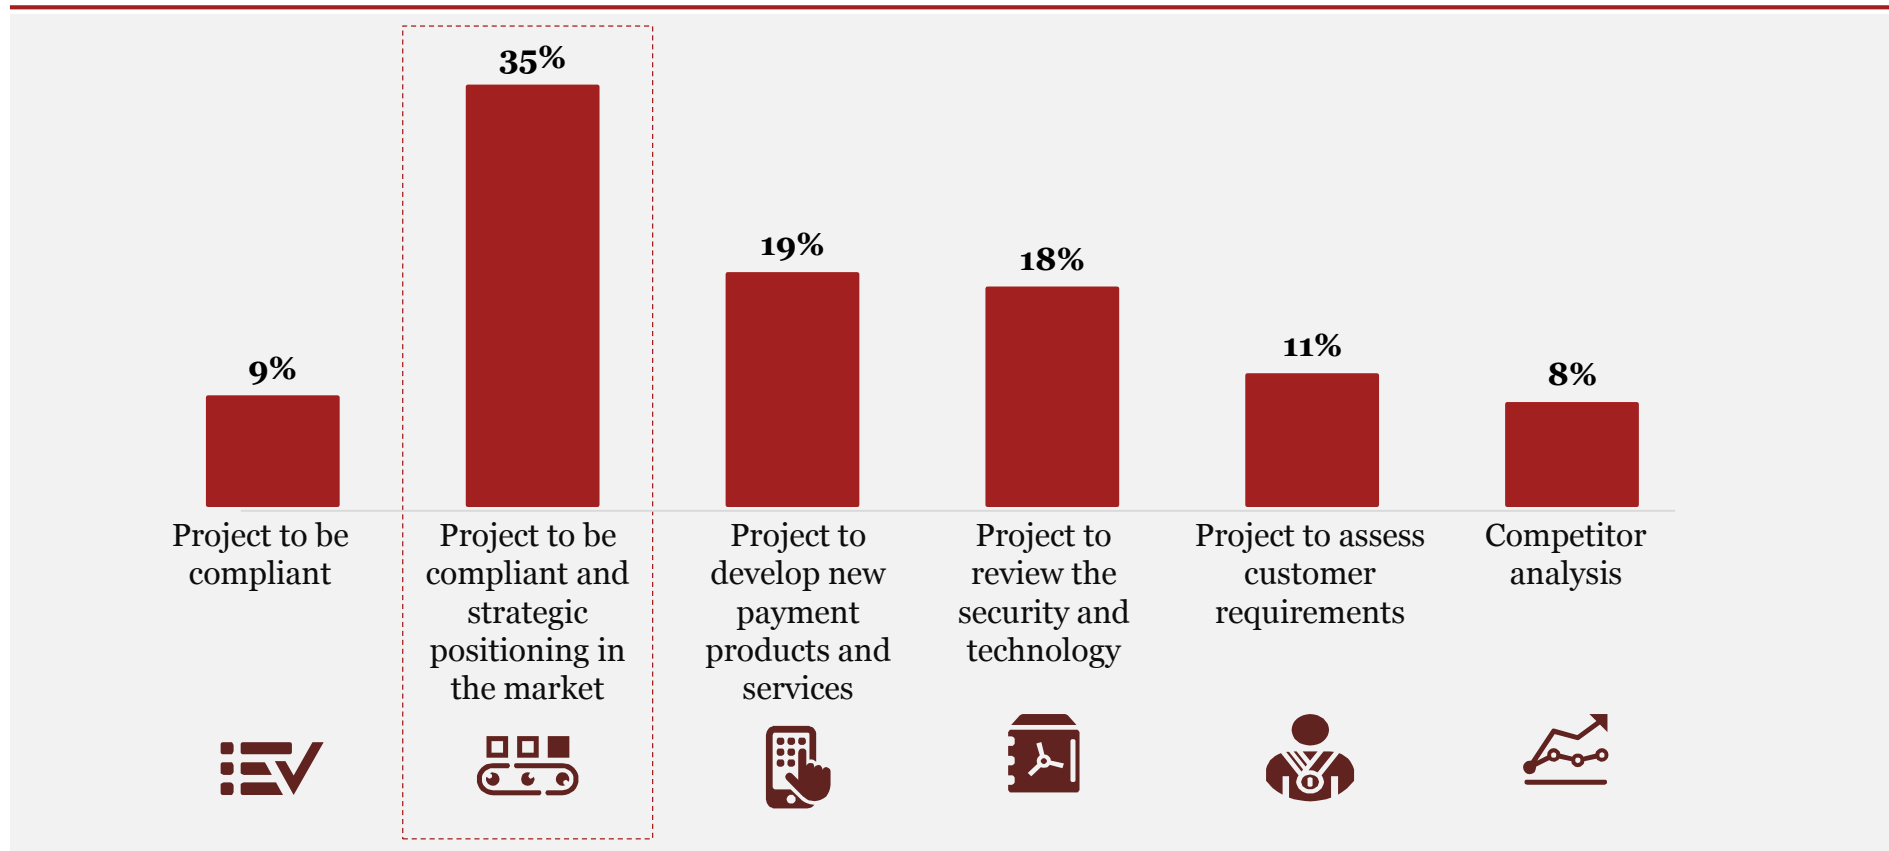 35%
19%
18%
11%
8%
9%
Project to be
compliant
Project to be
compliant and
strategic
positioning in
the market
Project to
develop new
payment
products and
services
Project to
review the
security and
technology
Project to assess
customer
requirements
Competitor
analysis